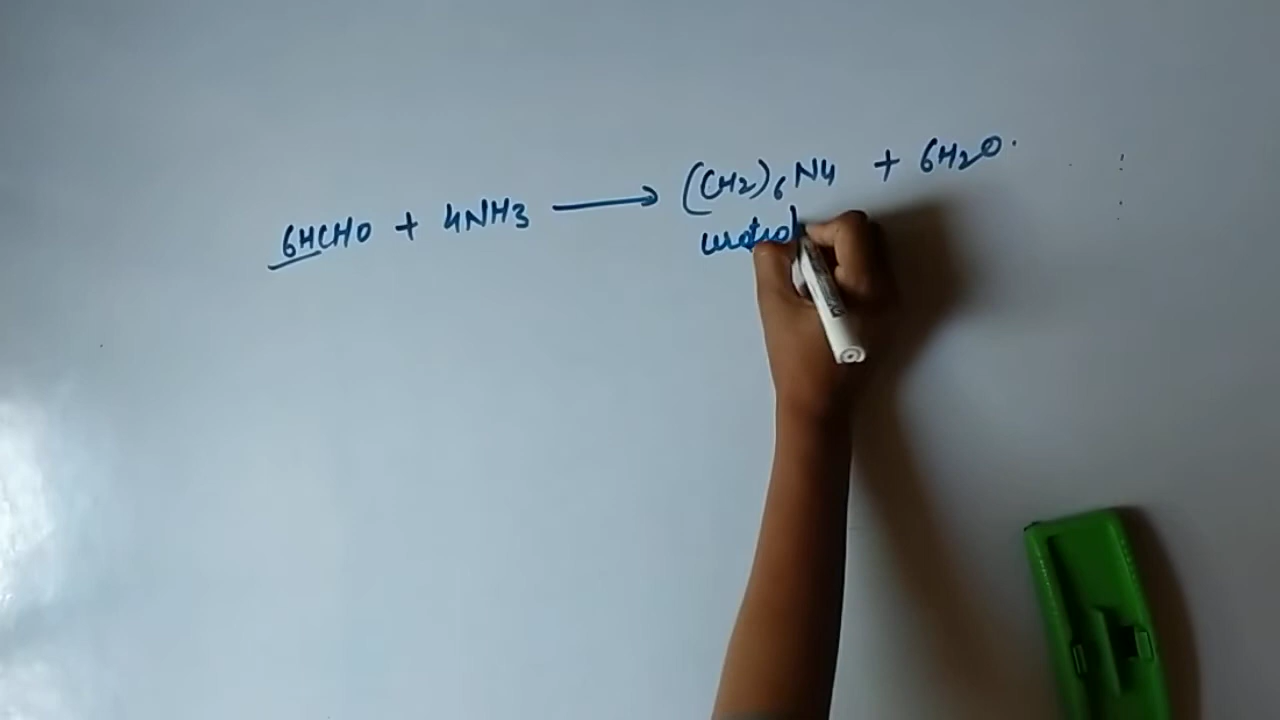 6HCHO + 4NH3 ⟶ (CH2)6N4 + 6H2O.